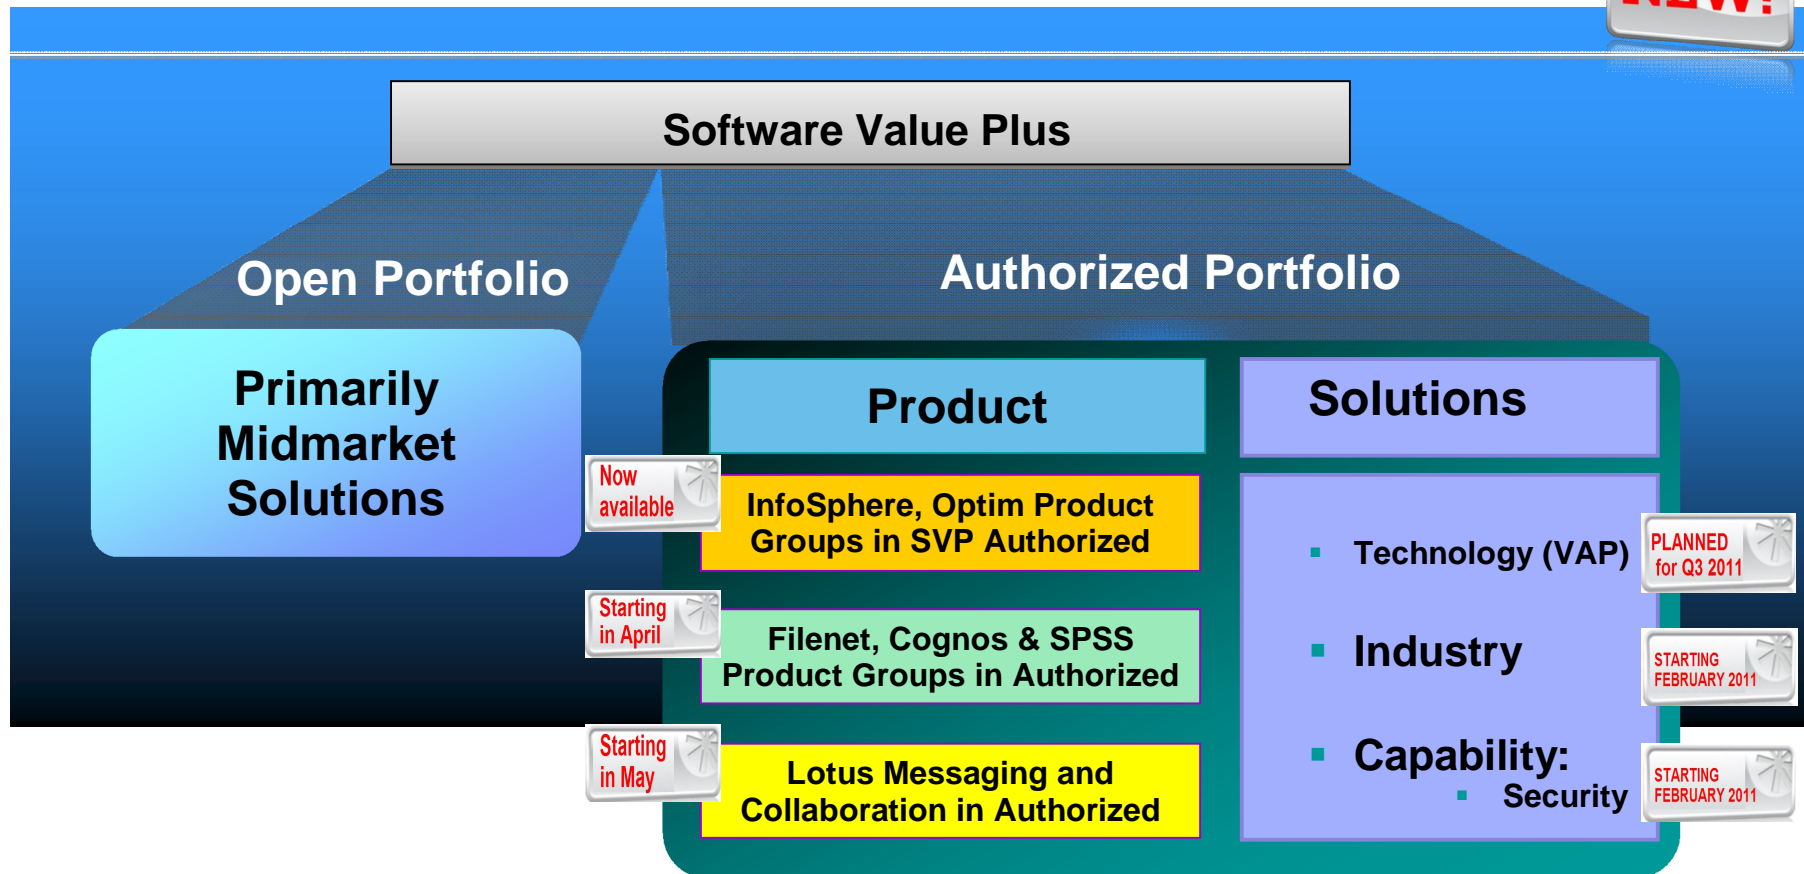 NEW!
Software Value Plus
Open Portfolio
Authorized Portfolio
Primarily
Midmarket
Solutions
Product
Solutions
Now
available
InfoSphere, Optim Product
Groups in SVP Authorized
Starting
in April
Filenet, Cognos & SPSS
Product Groups in Authorized
Starting
in May
Lotus Messaging and
Collaboration in Authorized
▪ Technology (VAP)
PLANNED
for Q3 2011
▪ Industry
STARTING
FEBRUARY 2011
▪ Capability:
▪ Security
STARTING
FEBRUARY 2011